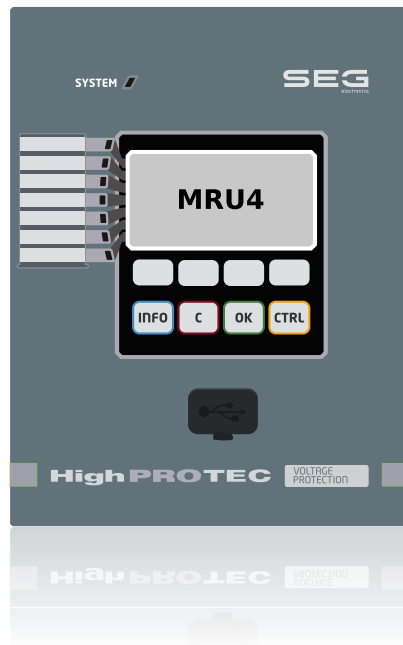 SYSTEM
SEG
electronics
MRU4
INFO C OK CTRL
HighPROTEC
VOLTAGE
PROTECTION